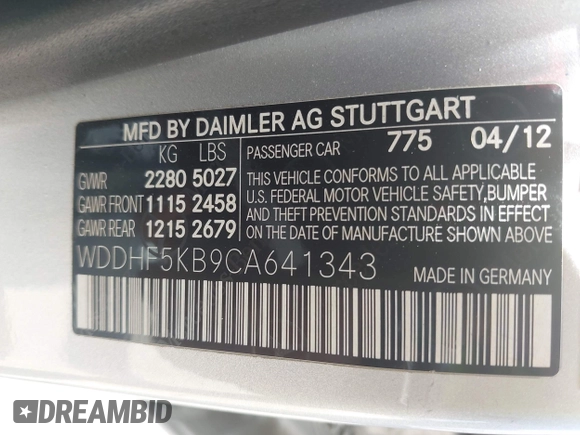 MFD BY DAIMLER AG STUTTGART
KG LBS PASSENGER CAR 775 04/12
GVWR 2280 5027
GAWR FRONT 1115 2458
GAWR REAR 1215 2679
THIS VEHICLE CONFORMS TO ALL APPLICABLE
U.S. FEDERAL MOTOR VEHICLE SAFETY, BUMPER
AND THEFT PREVENTION STANDARDS IN EFFECT
ON THE DATE OF MANUFACTURE SHOWN ABOVE.
WDDHF5KB9CA641343 MADE IN GERMANY
DREAMBID